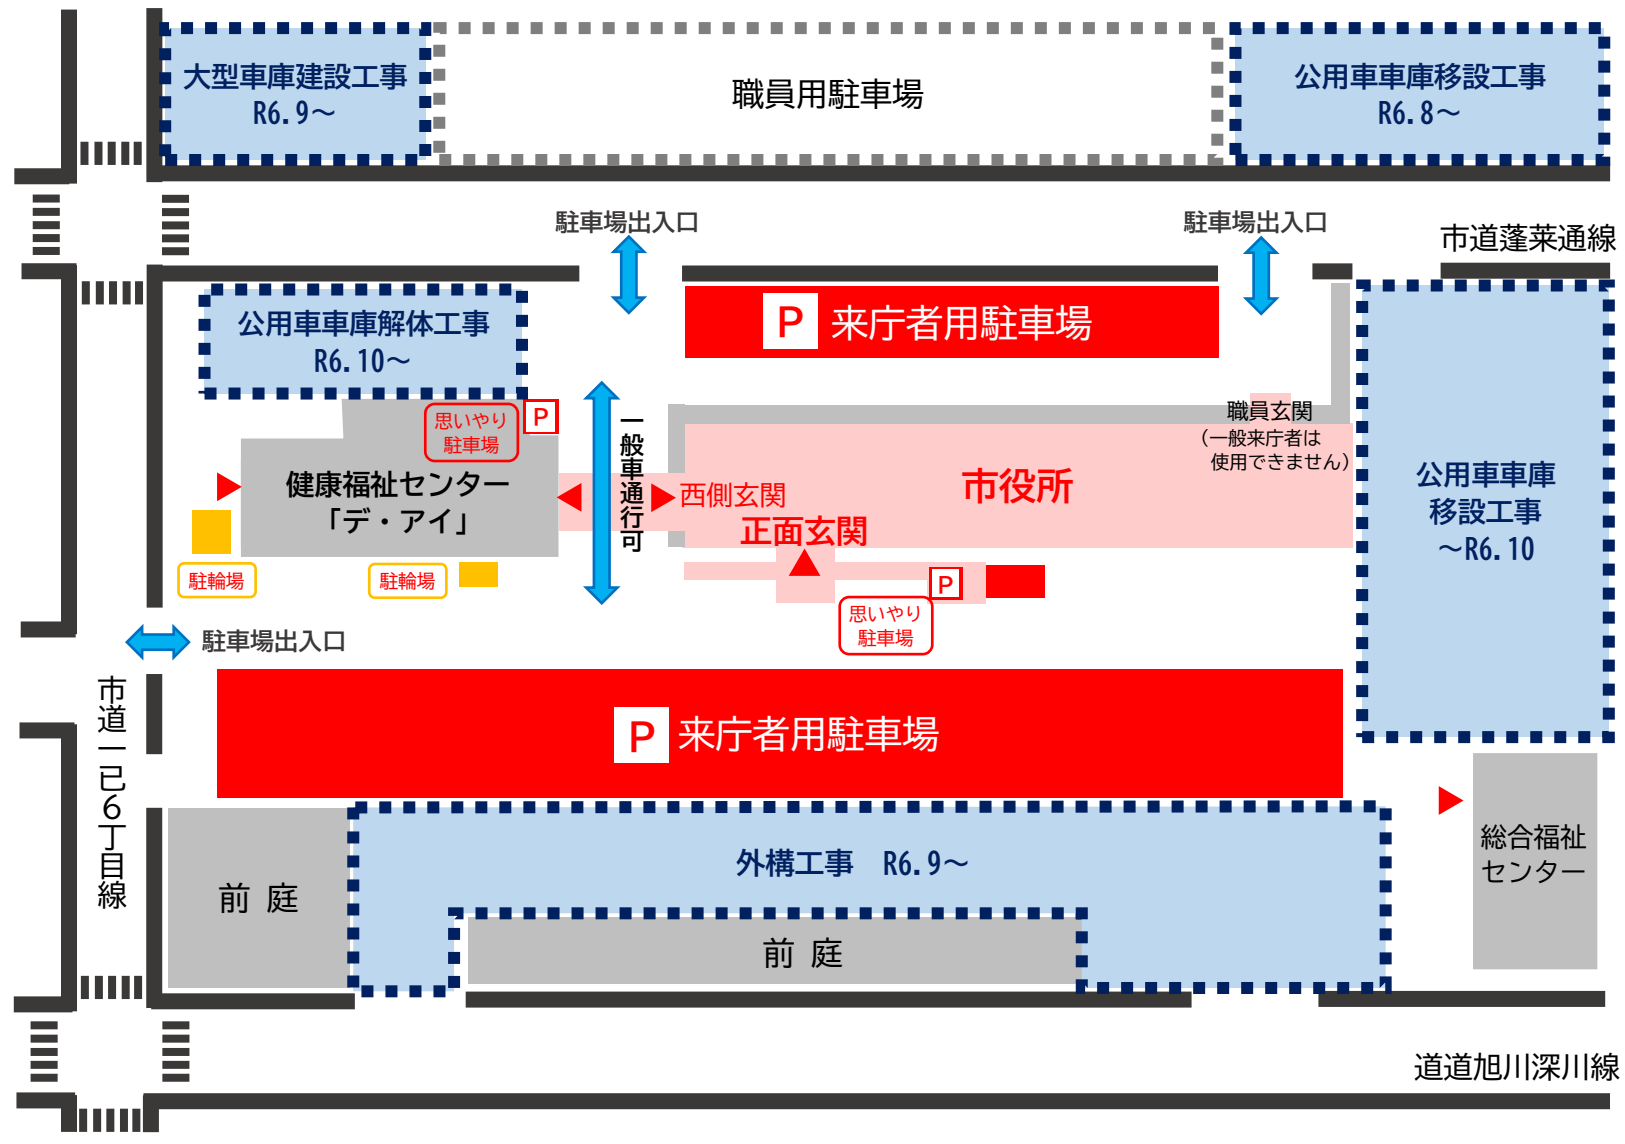 大型車庫建設工事
R6.9～
職員用駐車場
公用車車庫移設工事
R6.8～
駐車場出入口
駐車場出入口
市道蓬莱通線
公用車車庫解体工事
R6.10～
P 来庁者用駐車場
思いやり
駐車場
P
一般車通行可
職員玄関
（一般来庁者は
使用できません）
健康福祉センター
「デ・アイ」
西側玄関
正面玄関
市役所
公用車車庫
移設工事
～R6.10
駐輪場
駐輪場
P
思いやり
駐車場
駐車場出入口
市道一已6丁目線
P 来庁者用駐車場
総合福祉
センター
外構工事 R6.9～
前 庭
前 庭
道道旭川深川線